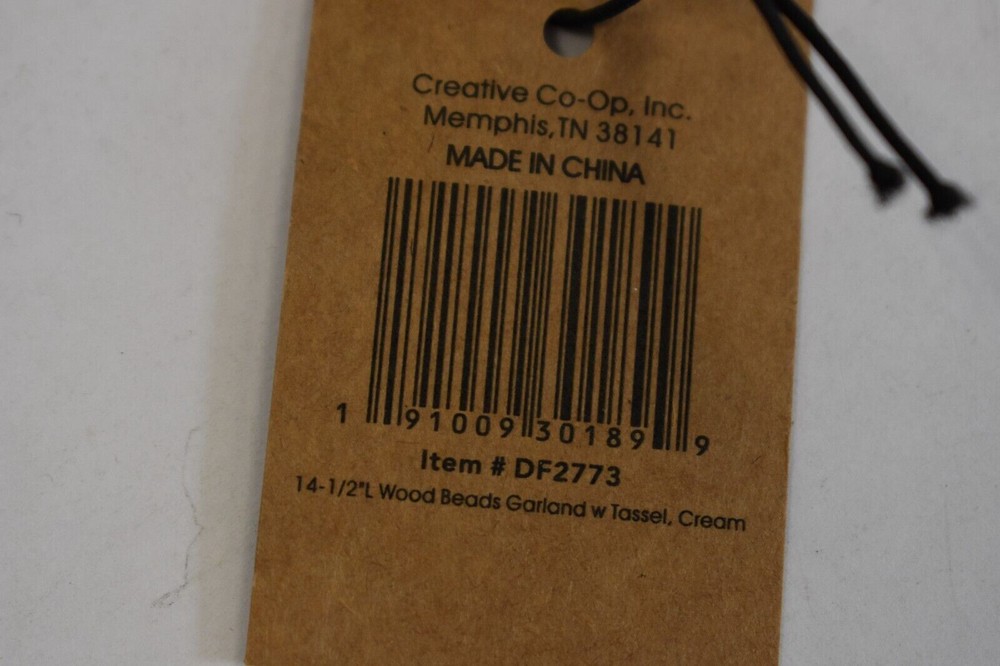 Creative Co-Op, Inc.
Memphis, TN 38141
MADE IN CHINA
1 91009 30189 9
Item # DF2773
14-1/2"L Wood Beads Garland w Tassel, Cream